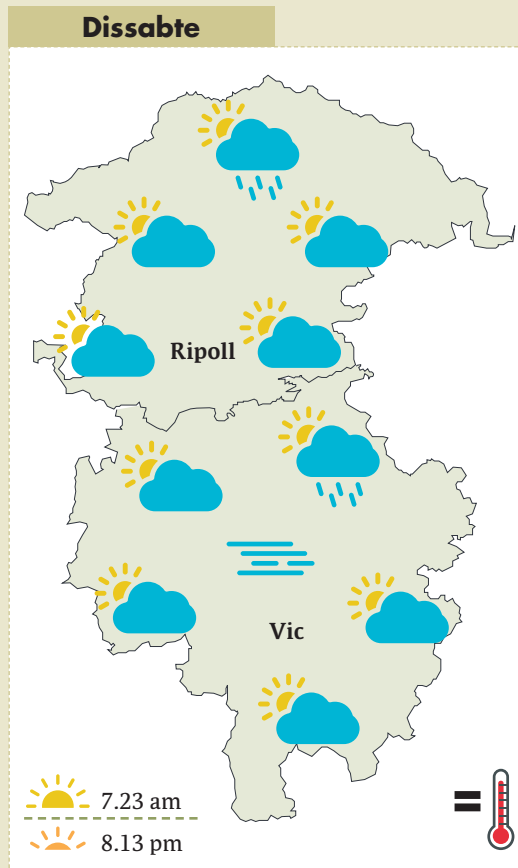 Dissabte
Ripoll
Vic
7.23 am
8.13 pm
=